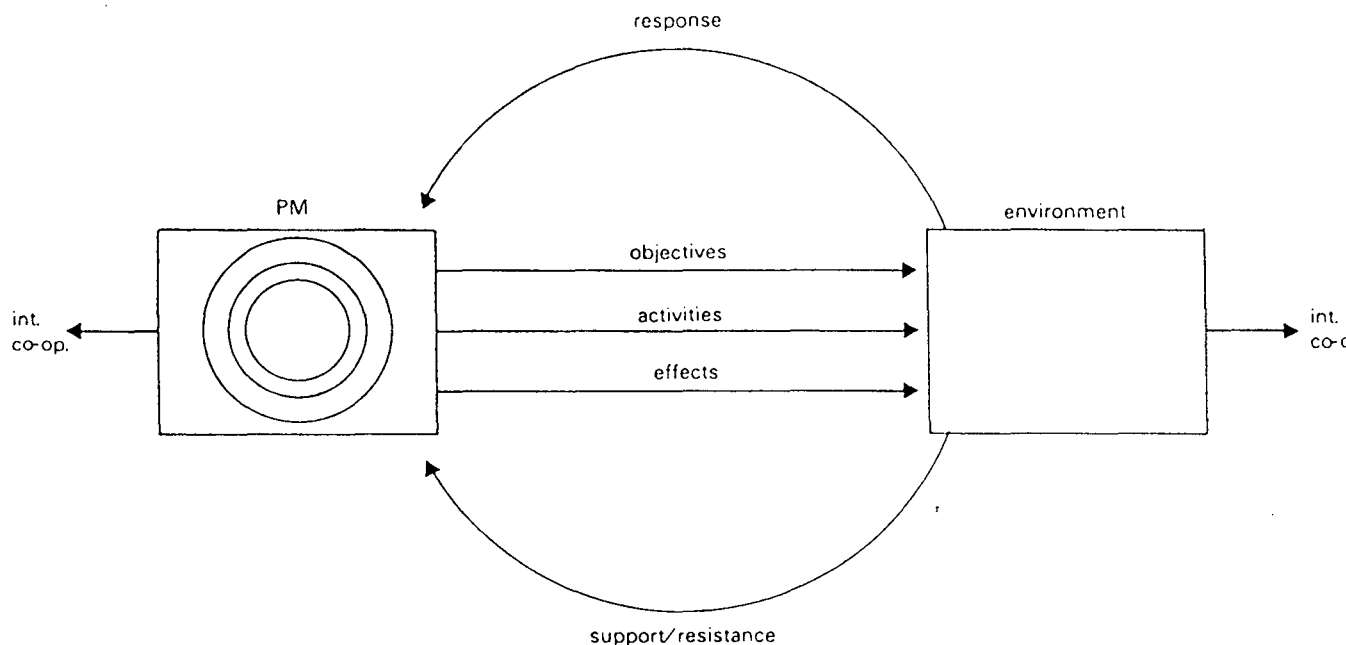 response
PM
environment
objectives
int.
co-op.
activities
int.
effects
support/resistance